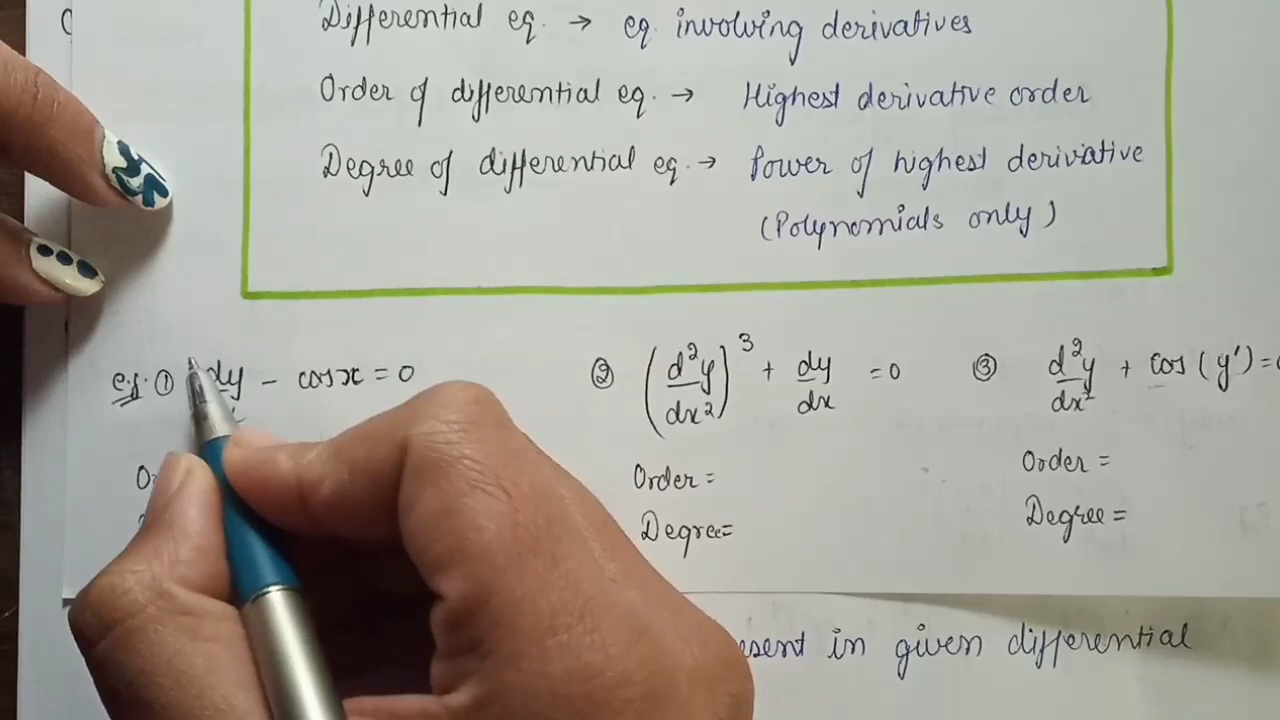 Differential eq. → eq. involving derivatives
Order of differential eq. → Highest derivative order
Degree of differential eq. → Power of highest derivative
(Polynomials only)
e.g. ① dy - cosx = 0
② (d²y/dx²)³ + dy/dx = 0
③ d²y/dx² + cos(y') =
Order =
Degree =
Order =
Degree =
in given differential